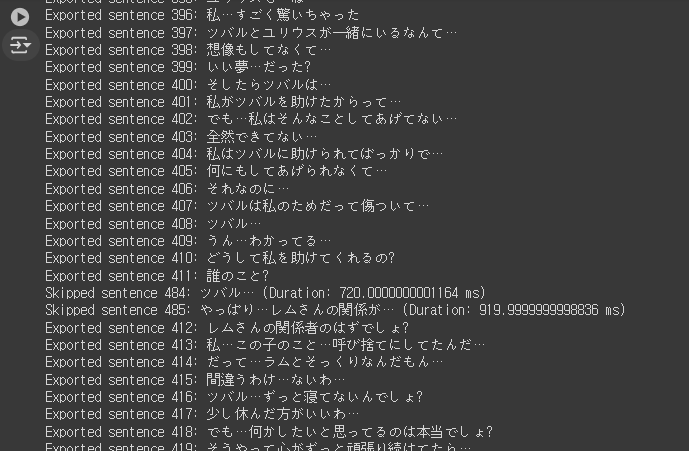 Exported sentence 396: 私…すごく驚いちゃった
Exported sentence 397: ツバルとユリウスが一緒にいるなんて…
Exported sentence 398: 想像もしてなくて…
Exported sentence 399: いい夢…だった?
Exported sentence 400: そしたらツバルは…
Exported sentence 401: 私がツバルを助けたからって…
Exported sentence 402: でも…私はそんなことしてあげてない…
Exported sentence 403: 全然できてない…
Exported sentence 404: 私はツバルに助けられてばっかりで…
Exported sentence 405: 何にもしてあげられなくて…
Exported sentence 406: それなのに…
Exported sentence 407: ツバルは私のためだって傷ついて…
Exported sentence 408: ツバル…
Exported sentence 409: うん…わかってる…
Exported sentence 410: どうして私を助けてくれるの?
Exported sentence 411: 誰のこと?
Skipped sentence 484: ツバル… (Duration: 720.0000000001164 ms)
Skipped sentence 485: やっぱり…レムさんの関係が… (Duration: 919.9999999998836 ms)
Exported sentence 412: レムさんの関係者のはずでしょ?
Exported sentence 413: 私…この子のこと…呼び捨てにしてたんだ…
Exported sentence 414: だって…ラムとそっくりなんだもん…
Exported sentence 415: 間違うわけ…ないわ…
Exported sentence 416: ツバル…ずっと寝てないんでしょ?
Exported sentence 417: 少し休んだ方がいいわ…
Exported sentence 418: でも…何かしたいと思ってるのは本当でしょ?
Exported sentence 419: そうやって心がずっと頑張り続けてたら…